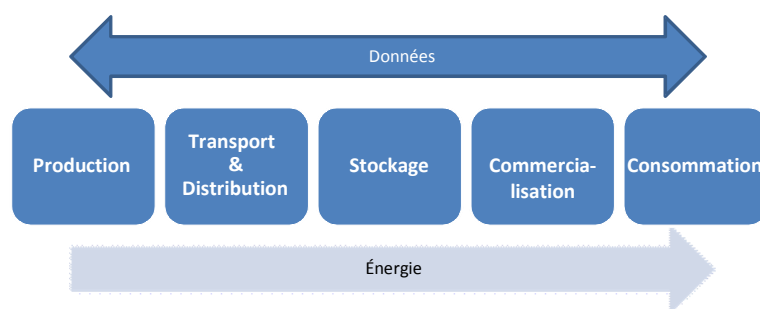 Données
Production
Transport
&
Distribution
Stockage
Commercia-
lisation
Consommation
Énergie